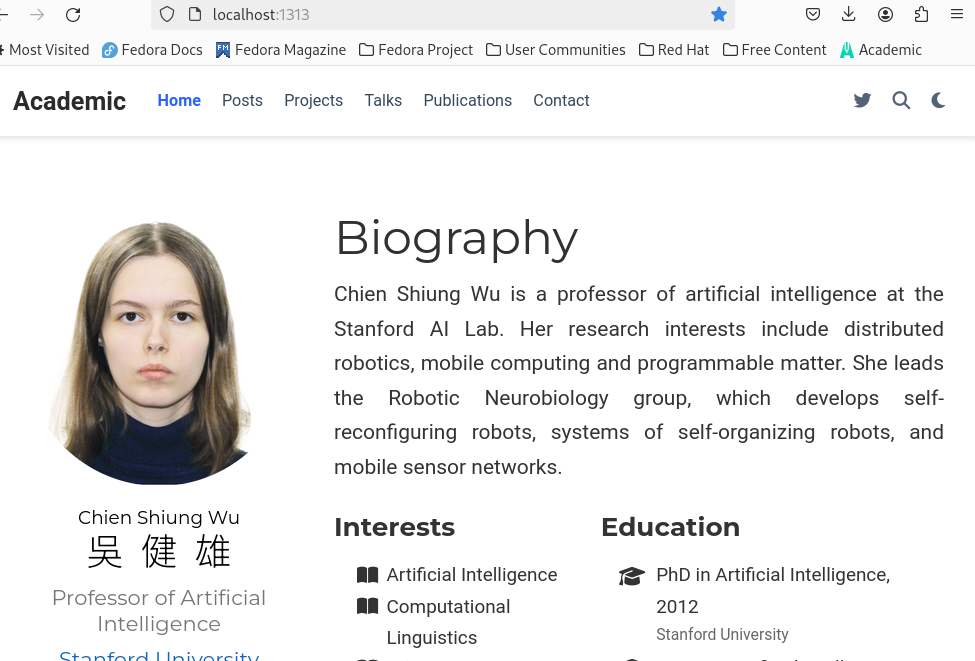 localhost:1313
Most Visited Fedora Docs Fedora Magazine Fedora Project User Communities Red Hat Free Content Academic
Academic Home Posts Projects Talks Publications Contact
Biography
Chien Shiung Wu is a professor of artificial intelligence at the
Stanford AI Lab. Her research interests include distributed
robotics, mobile computing and programmable matter. She leads
the Robotic Neurobiology group, which develops self-
reconfiguring robots, systems of self-organizing robots, and
mobile sensor networks.
Chien Shiung Wu
吳健雄
Professor of Artificial
Intelligence
Stanford University
Interests
Artificial Intelligence
Computational
Linguistics
Education
PhD in Artificial Intelligence,
2012
Stanford University